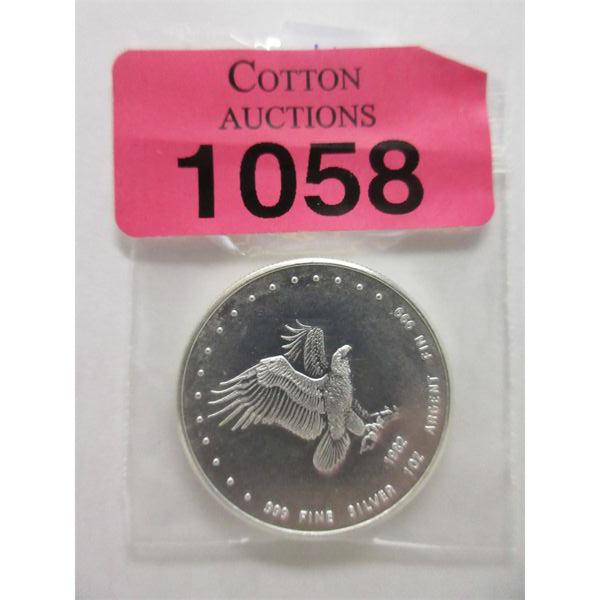 COTTON
AUCTIONS
1058
999 FINE SILVER 1OZ ARGENT FIN 999
1982